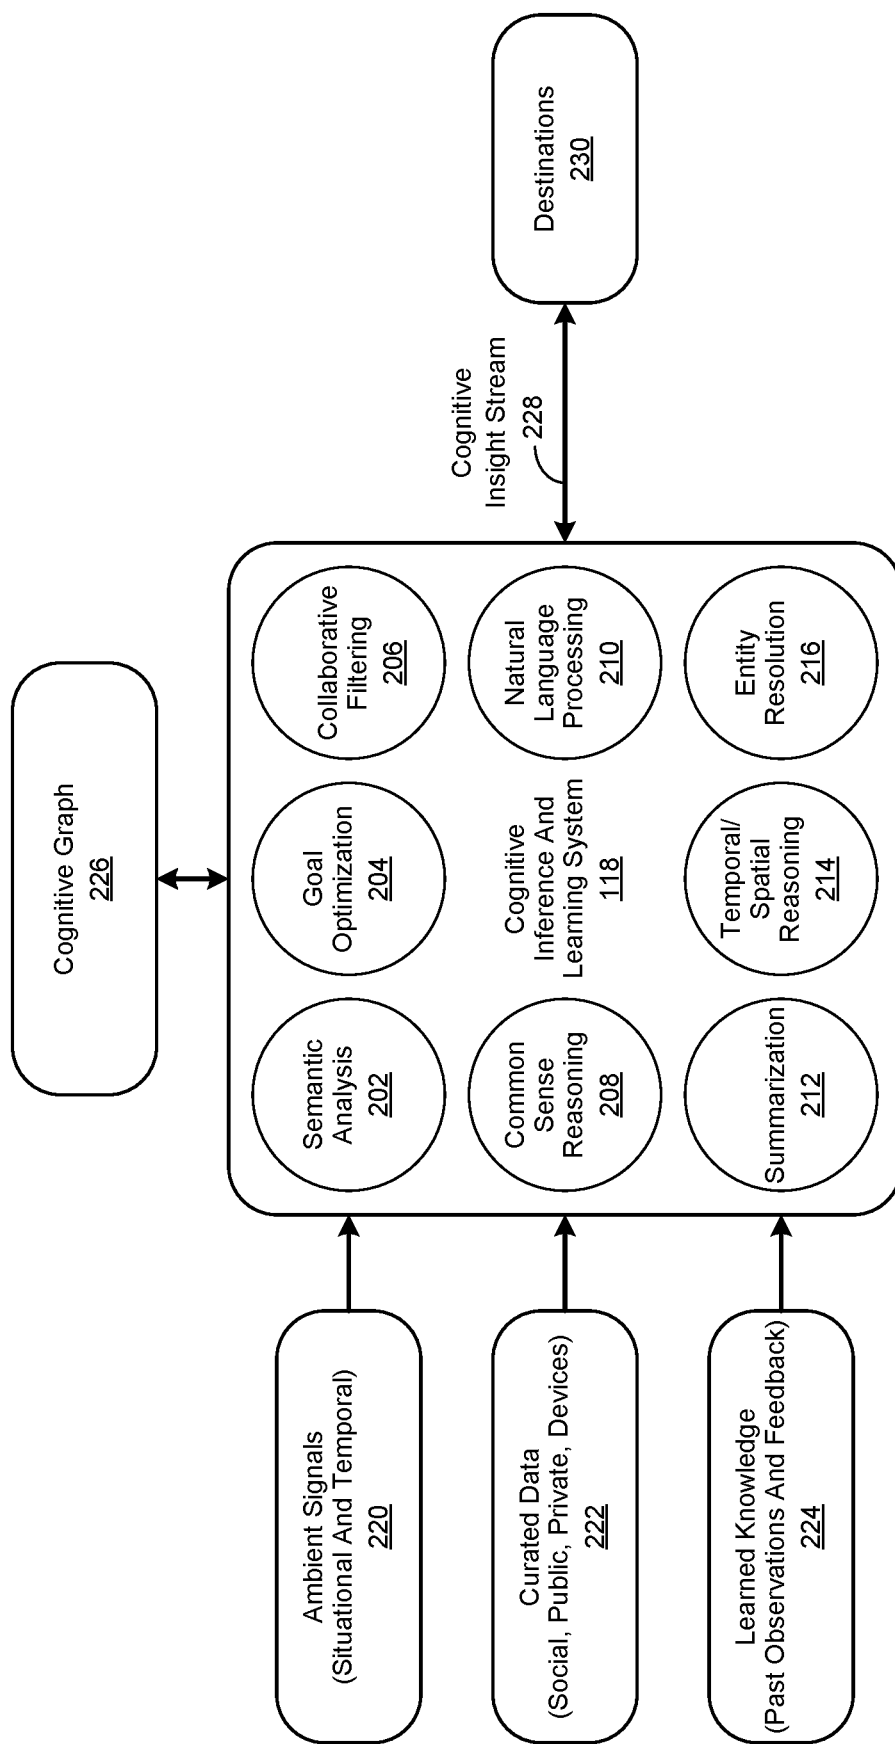 Cognitive Graph
226
Ambient Signals
(Situational And Temporal)
220
Curated Data
(Social, Public, Private, Devices)
222
Learned Knowledge
(Past Observations And Feedback)
224
Semantic
Analysis
202
Goal
Optimization
204
Collaborative
Filtering
206
Common
Sense
Reasoning
208
Cognitive
Inference And
Learning System
118
Natural
Language
Processing
210
Summarization
212
Temporal/
Spatial
Reasoning
214
Entity
Resolution
216
Cognitive
Insight Stream
228
Destinations
230